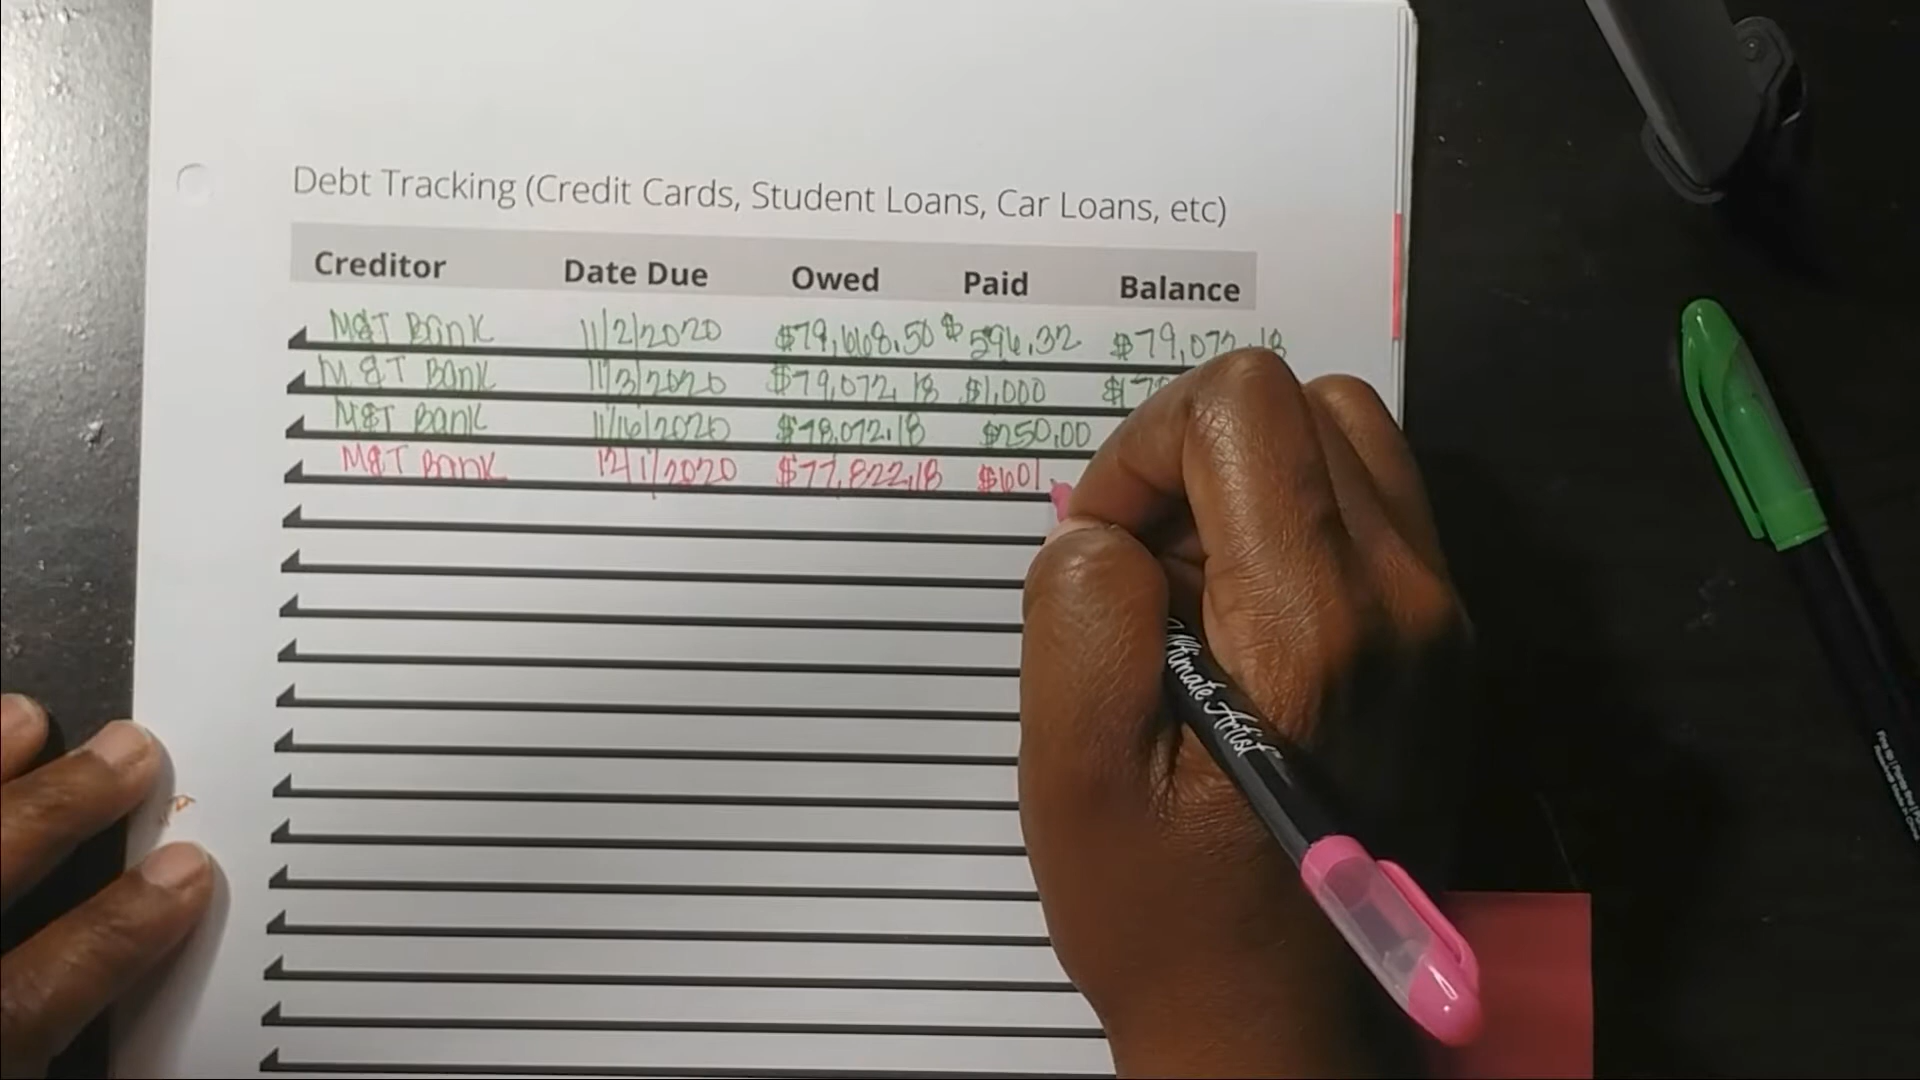 Debt Tracking (Credit Cards, Student Loans, Car Loans, etc)
Creditor Date Due Owed Paid Balance
M&T Bank 11/2/2020 $79,668.50 $596.32 $79,072.18
M&T Bank 11/3/2020 $79,072.18 $1,000
M&T Bank 11/16/2020 $78,072.18 $250.00
M&T Bank 12/1/2020 $77,822.18 $601.
Ultimate Artist